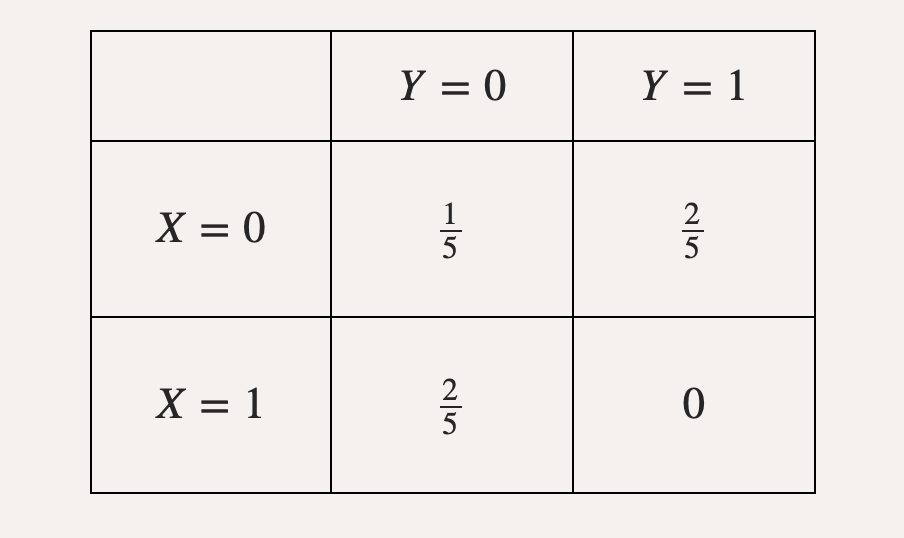 Y = 0 Y = 1
X = 0 1/5 2/5
X = 1 2/5 0